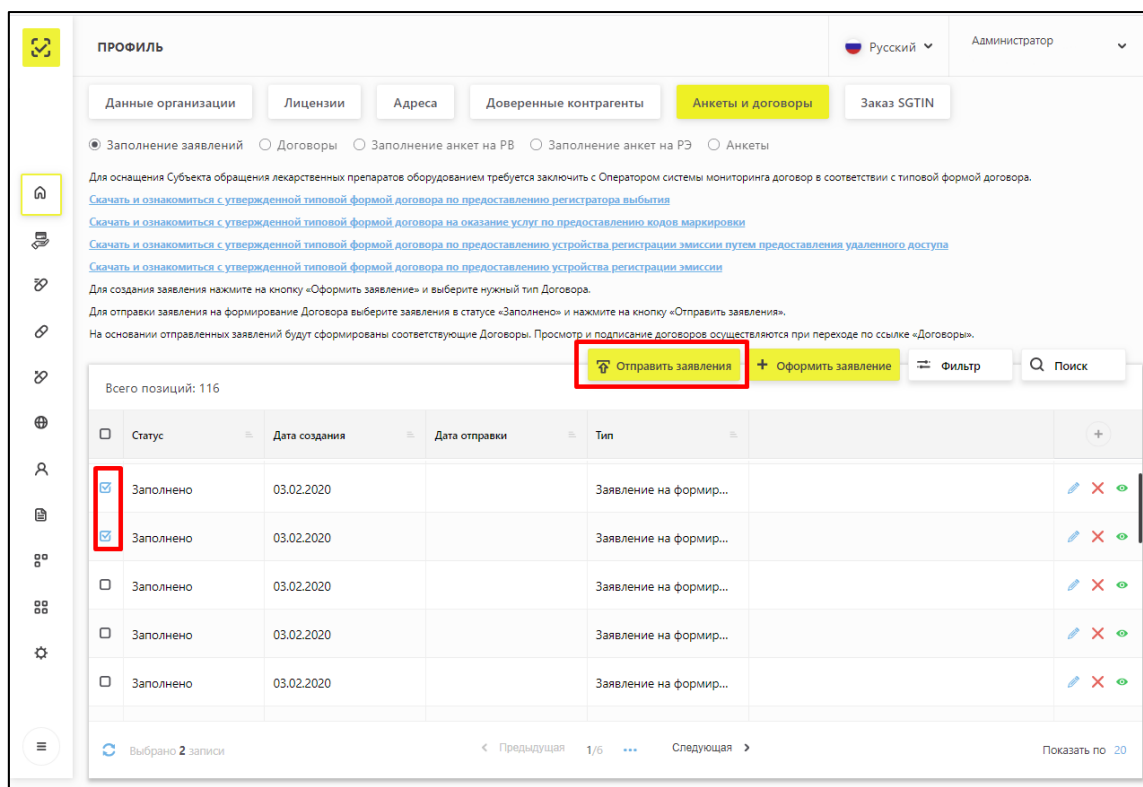 ПРОФИЛЬ
Русский
Администратор
Данные организации
Лицензии
Адреса
Доверенные контрагенты
Анкеты и договоры
Заказ SGTIN
Заполнение заявлений
Договоры
Заполнение анкет на РВ
Заполнение анкет на РЭ
Анкеты
Для оснащения Субъекта обращения лекарственных препаратов оборудованием требуется заключить с Оператором системы мониторинга договор в соответствии с типовой формой договора.
Скачать и ознакомиться с утвержденной типовой формой договора по предоставлению регистратора выбытия
Скачать и ознакомиться с утвержденной типовой формой договора на оказание услуг по предоставлению кодов маркировки
Скачать и ознакомиться с утвержденной типовой формой договора по предоставлению устройства регистрации эмиссии путем предоставления удаленного доступа
Скачать и ознакомиться с утвержденной типовой формой договора по предоставлению устройства регистрации эмиссии
Для создания заявления нажмите на кнопку «Оформить заявление» и выберите нужный тип Договора.
Для отправки заявления на формирование Договора выберите заявления в статусе «Заполнено» и нажмите на кнопку «Отправить заявления».
На основании отправленных заявлений будут сформированы соответствующие Договоры. Просмотр и подписание договоров осуществляются при переходе по ссылке «Договоры».
Отправить заявления
+ Оформить заявление
Фильтр
Поиск
Всего позиций: 116
Статус
Дата создания
Дата отправки
Тип
Заполнено 03.02.2020 Заявление на формир...
Заполнено 03.02.2020 Заявление на формир...
Заполнено 03.02.2020 Заявление на формир...
Заполнено 03.02.2020 Заявление на формир...
Заполнено 03.02.2020 Заявление на формир...
Выбрано 2 записи
Предыдущая 1/6 ••• Следующая
Показать по 20